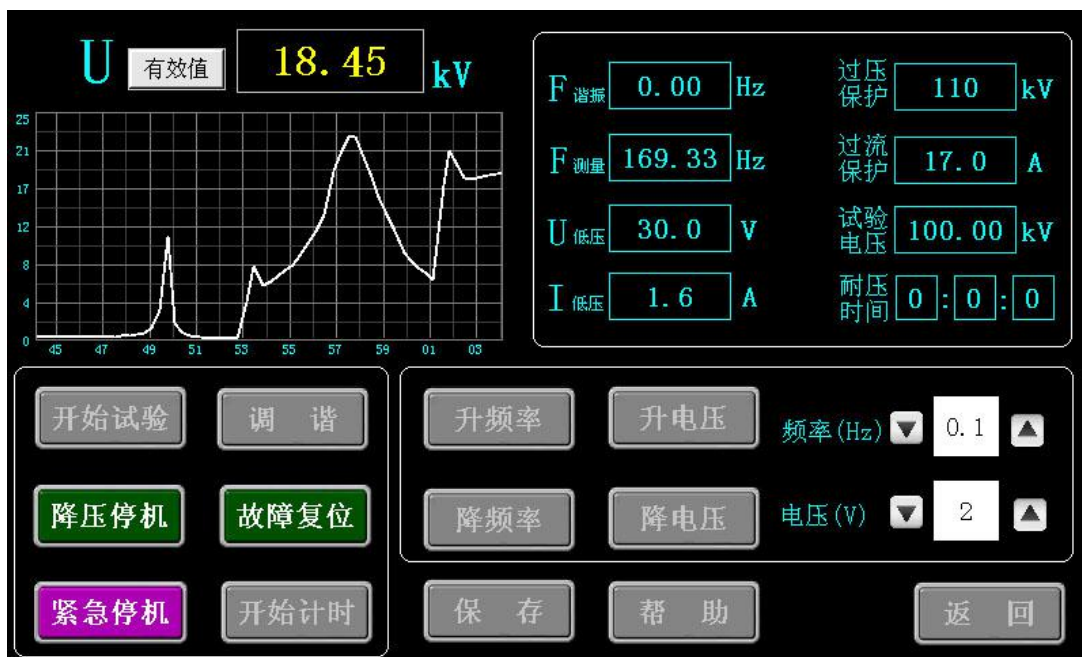 U 有效值 18.45 kV
25
21
17
12
8
4
0
45 47 49 51 53 55 57 59 01 03
F谐振 0.00 Hz
过压保护 110 kV
F测量 169.33 Hz
过流保护 17.0 A
U低压 30.0 V
试验电压 100.00 kV
I低压 1.6 A
耐压时间 0:0:0
开始试验 调 谐
降压停机 故障复位
紧急停机 开始计时
升频率 升电压 频率(Hz) 0.1
降频率 降电压 电压(V) 2
保 存 帮 助 返 回